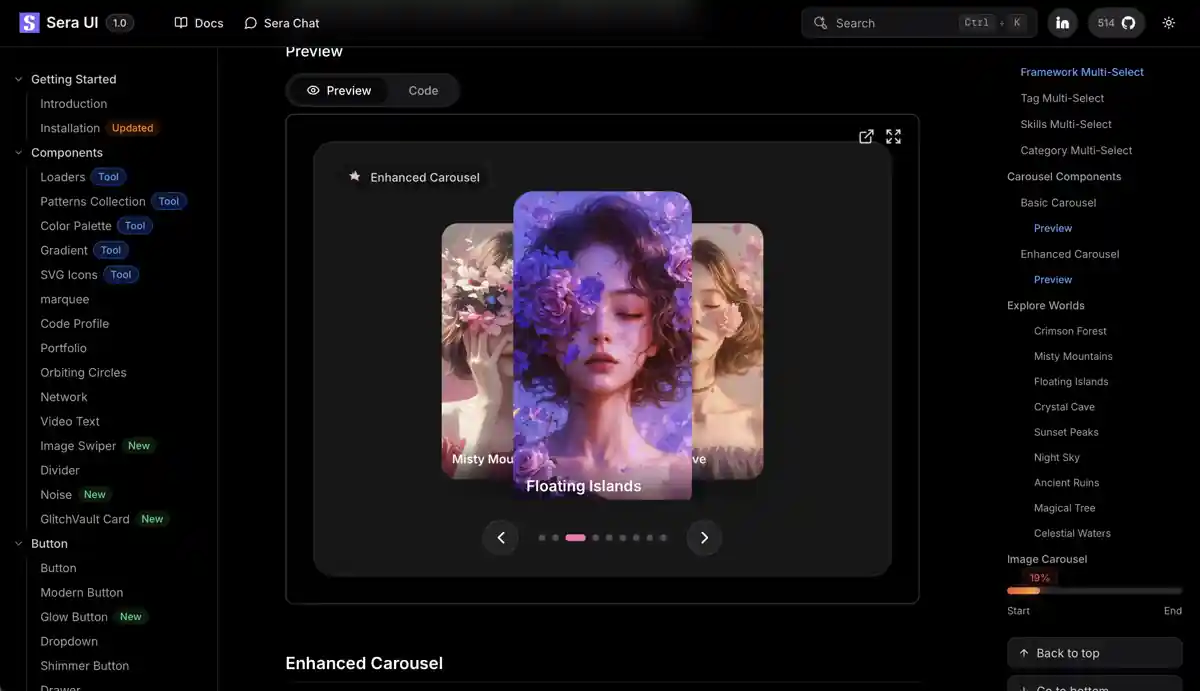 Sera UI 1.0
Docs
Sera Chat
Search
Ctrl + K
in
514
Getting Started
Introduction
Installation Updated
Components
Loaders Tool
Patterns Collection Tool
Color Palette Tool
Gradient Tool
SVG Icons Tool
marquee
Code Profile
Portfolio
Orbiting Circles
Network
Video Text
Image Swiper New
Divider
Noise New
GlitchVault Card New
Button
Button
Modern Button
Glow Button New
Dropdown
Shimmer Button
Drawer
Preview
Preview
Code
Enhanced Carousel
Misty Mou
Floating Islands
ve
Enhanced Carousel
Framework Multi-Select
Tag Multi-Select
Skills Multi-Select
Category Multi-Select
Carousel Components
Basic Carousel
Preview
Enhanced Carousel
Preview
Explore Worlds
Crimson Forest
Misty Mountains
Floating Islands
Crystal Cave
Sunset Peaks
Night Sky
Ancient Ruins
Magical Tree
Celestial Waters
Image Carousel
19%
Start
End
Back to top
Go to bottom